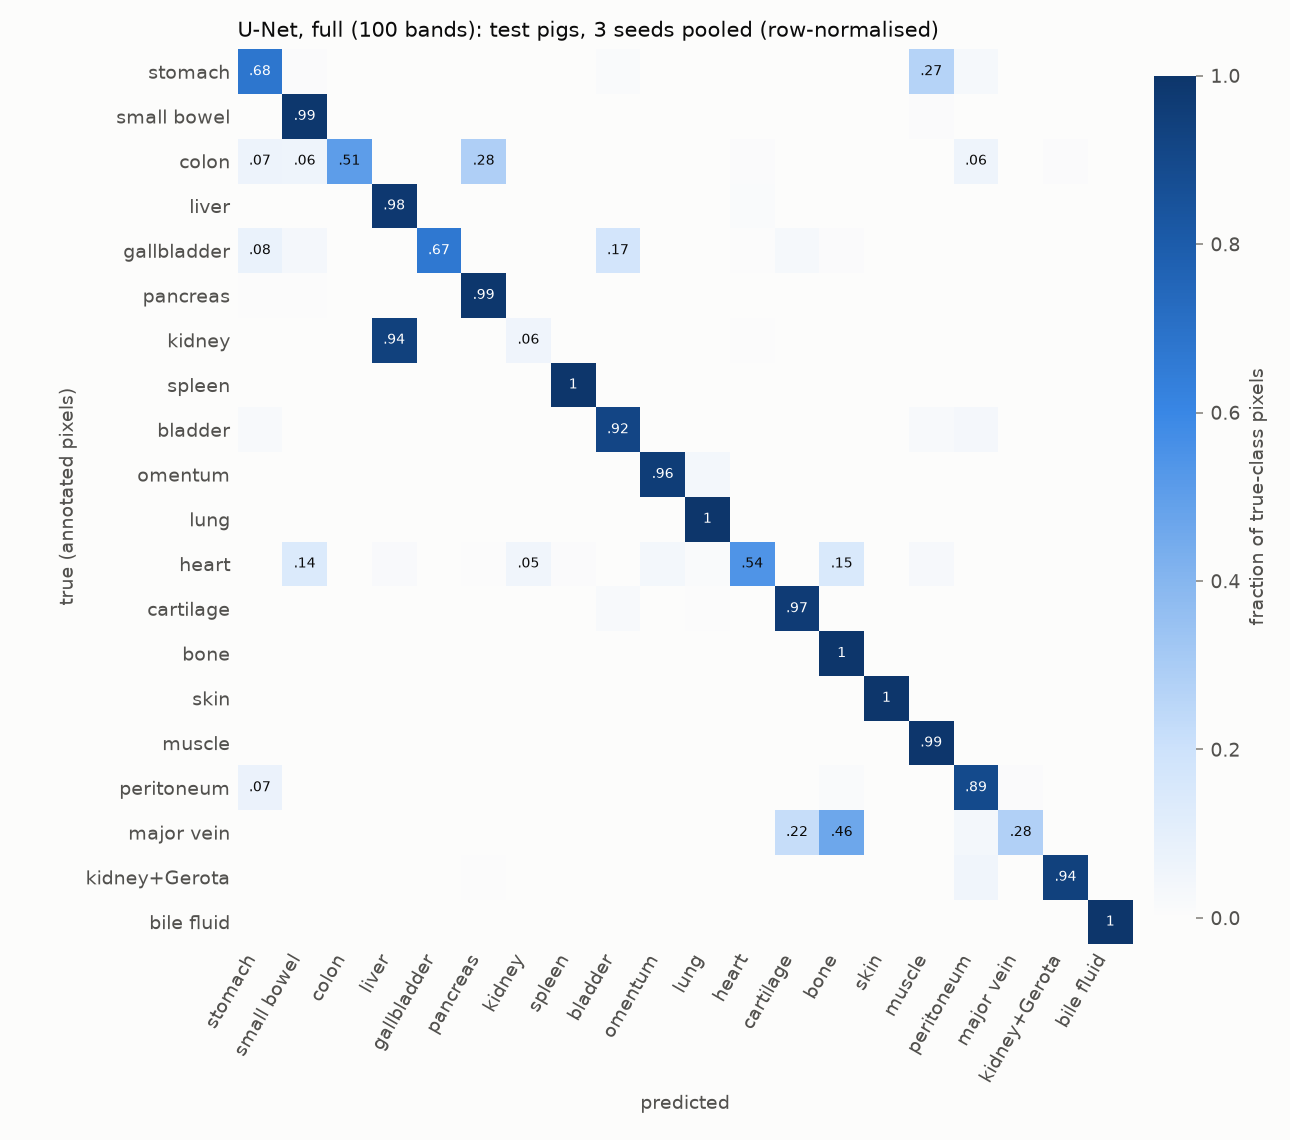 U-Net, full (100 bands): test pigs, 3 seeds pooled (row-normalised)
stomach .68 .27
small bowel .99
colon .07 .06 .51 .28 .06
liver .98
gallbladder .08 .67 .17
pancreas .99
kidney .94 .06
spleen 1
bladder .92
omentum .96
lung 1
heart .14 .05 .54 .15
cartilage .97
bone 1
skin 1
muscle .99
peritoneum .07 .89
major vein .22 .46 .28
kidney+Gerota .94
bile fluid 1
true (annotated pixels)
stomach
small bowel
colon
liver
gallbladder
pancreas
kidney
spleen
bladder
omentum
lung
heart
cartilage
bone
skin
muscle
peritoneum
major vein
kidney+Gerota
bile fluid
predicted
1.0
0.8
0.6
0.4
0.2
0.0
fraction of true-class pixels